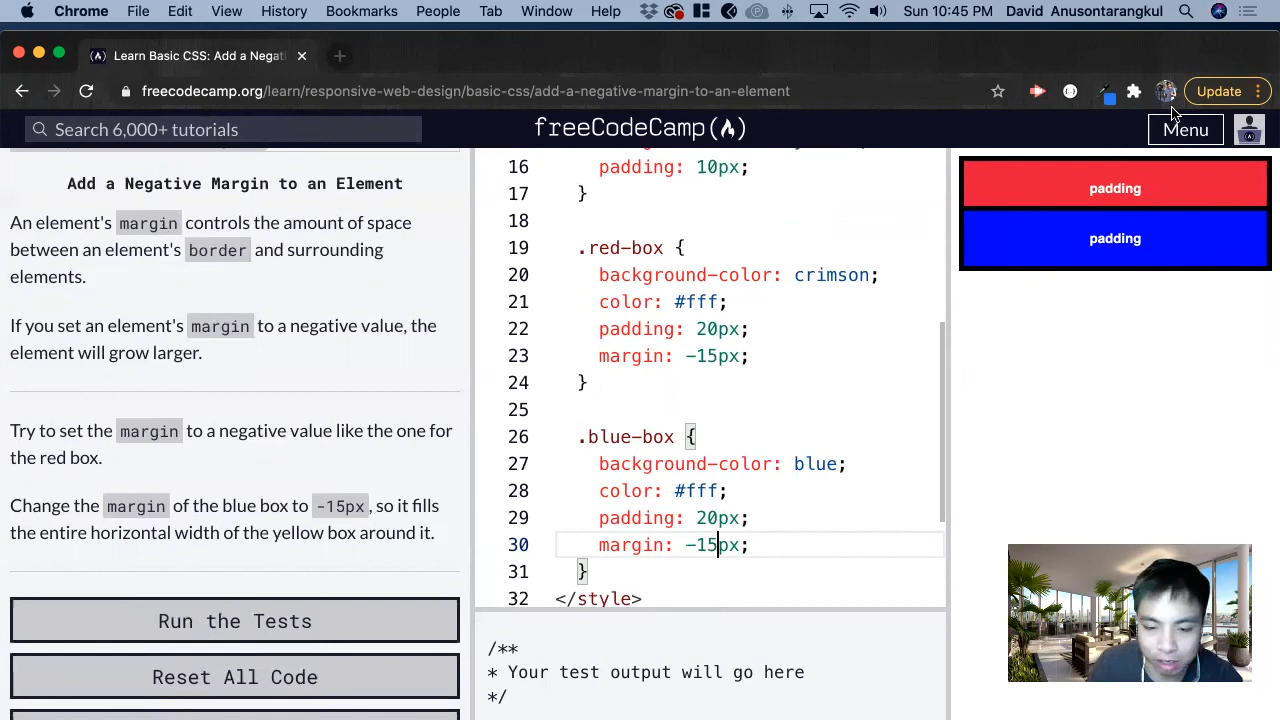 Chrome File Edit View History Bookmarks People Tab Window Help Sun 10:45 PM David Anusontarangkul
Learn Basic CSS: Add a Negati
freecodecamp.org/learn/responsive-web-design/basic-css/add-a-negative-margin-to-an-element
Update
Search 6,000+ tutorials
freeCodeCamp(🔥)
Menu
Add a Negative Margin to an Element
An element's margin controls the amount of space
between an element's border and surrounding
elements.
If you set an element's margin to a negative value, the
element will grow larger.
Try to set the margin to a negative value like the one for
the red box.
Change the margin of the blue box to -15px, so it fills
the entire horizontal width of the yellow box around it.
Run the Tests
Reset All Code
16 padding: 10px;
17 }
18
19 .red-box {
20 background-color: crimson;
21 color: #fff;
22 padding: 20px;
23 margin: -15px;
24 }
25
26 .blue-box {
27 background-color: blue;
28 color: #fff;
29 padding: 20px;
30 margin: -15px;
31 }
32 </style>
/**
* Your test output will go here
*/
padding
padding